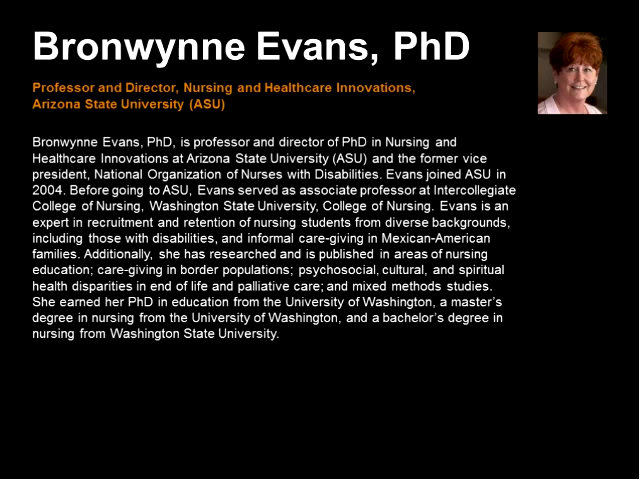 Bronwynne Evans, PhD
Professor and Director, Nursing and Healthcare Innovations,
Arizona State University (ASU)
Bronwynne Evans, PhD, is professor and director of PhD in Nursing and
Healthcare Innovations at Arizona State University (ASU) and the former vice
president, National Organization of Nurses with Disabilities. Evans joined ASU in
2004. Before going to ASU, Evans served as associate professor at Intercollegiate
College of Nursing, Washington State University, College of Nursing. Evans is an
expert in recruitment and retention of nursing students from diverse backgrounds,
including those with disabilities, and informal care-giving in Mexican-American
families. Additionally, she has researched and is published in areas of nursing
education; care-giving in border populations; psychosocial, cultural, and spiritual
health disparities in end of life and palliative care; and mixed methods studies.
She earned her PhD in education from the University of Washington, a master’s
degree in nursing from the University of Washington, and a bachelor’s degree in
nursing from Washington State University.